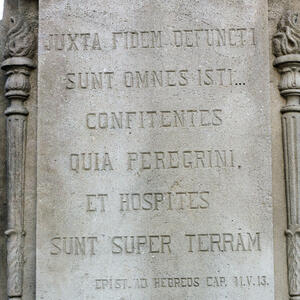 JUXTA FIDEM DEFUNCTI
SUNT OMNES ISTI...
CONFITENTES
QUIA PEREGRINI,
ET HOSPITES
SUNT SUPER TERRAM
EPIST. AD HEBREOS CAP. 11.V.13.